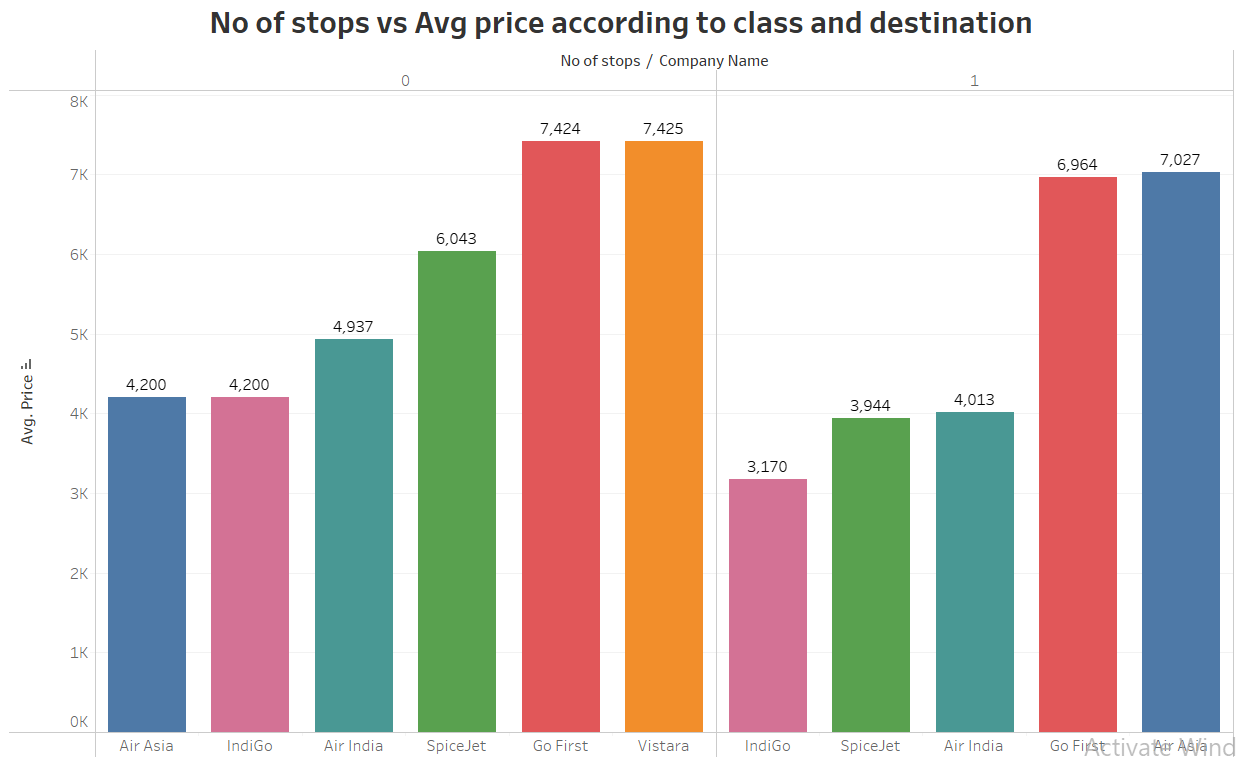 No of stops vs Avg price according to class and destination
No of stops / Company Name
0 1
8K
7K
6K
5K
4K
3K
2K
1K
0K
Avg. Price
4,200 4,200 4,937 6,043 7,424 7,425 3,170 3,944 4,013 6,964 7,027
Air Asia IndiGo Air India SpiceJet Go First Vistara IndiGo SpiceJet Air India Go First Air Asia
Activate Wind